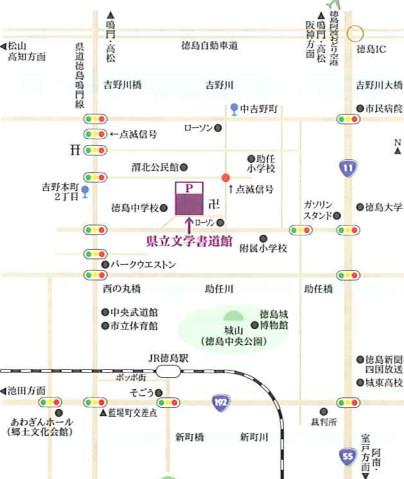 ▲鳴門・高松
▲鳴門・高松
阪神方面
徳島阿波おどり空港
◀松山
高知方面
県道徳島鳴門線
徳島自動車道
徳島IC
吉野川橋
吉野川
吉野川大橋
中吉野町
市民病院
ローソン
←点滅信号
N
助任
小学校
渭北公民館
11
吉野本町
2丁目
P
↑点滅信号
卍
徳島中学校
ガソリン
スタンド
徳島大学
ローソン
県立文学書道館
附属小学校
パークウエストン
西の丸橋
助任川
助任橋
中央武道館
市立体育館
徳島城
博物館
城山
(徳島中央公園)
JR徳島駅
ポッポ街
徳島新聞
四国放送
城東高校
◀池田方面
そごう
192
あわぎんホール
(郷土文化会館)
▲藍場町交差点
裁判所
新町橋
新町川
55
阿南・
室戸方面▼